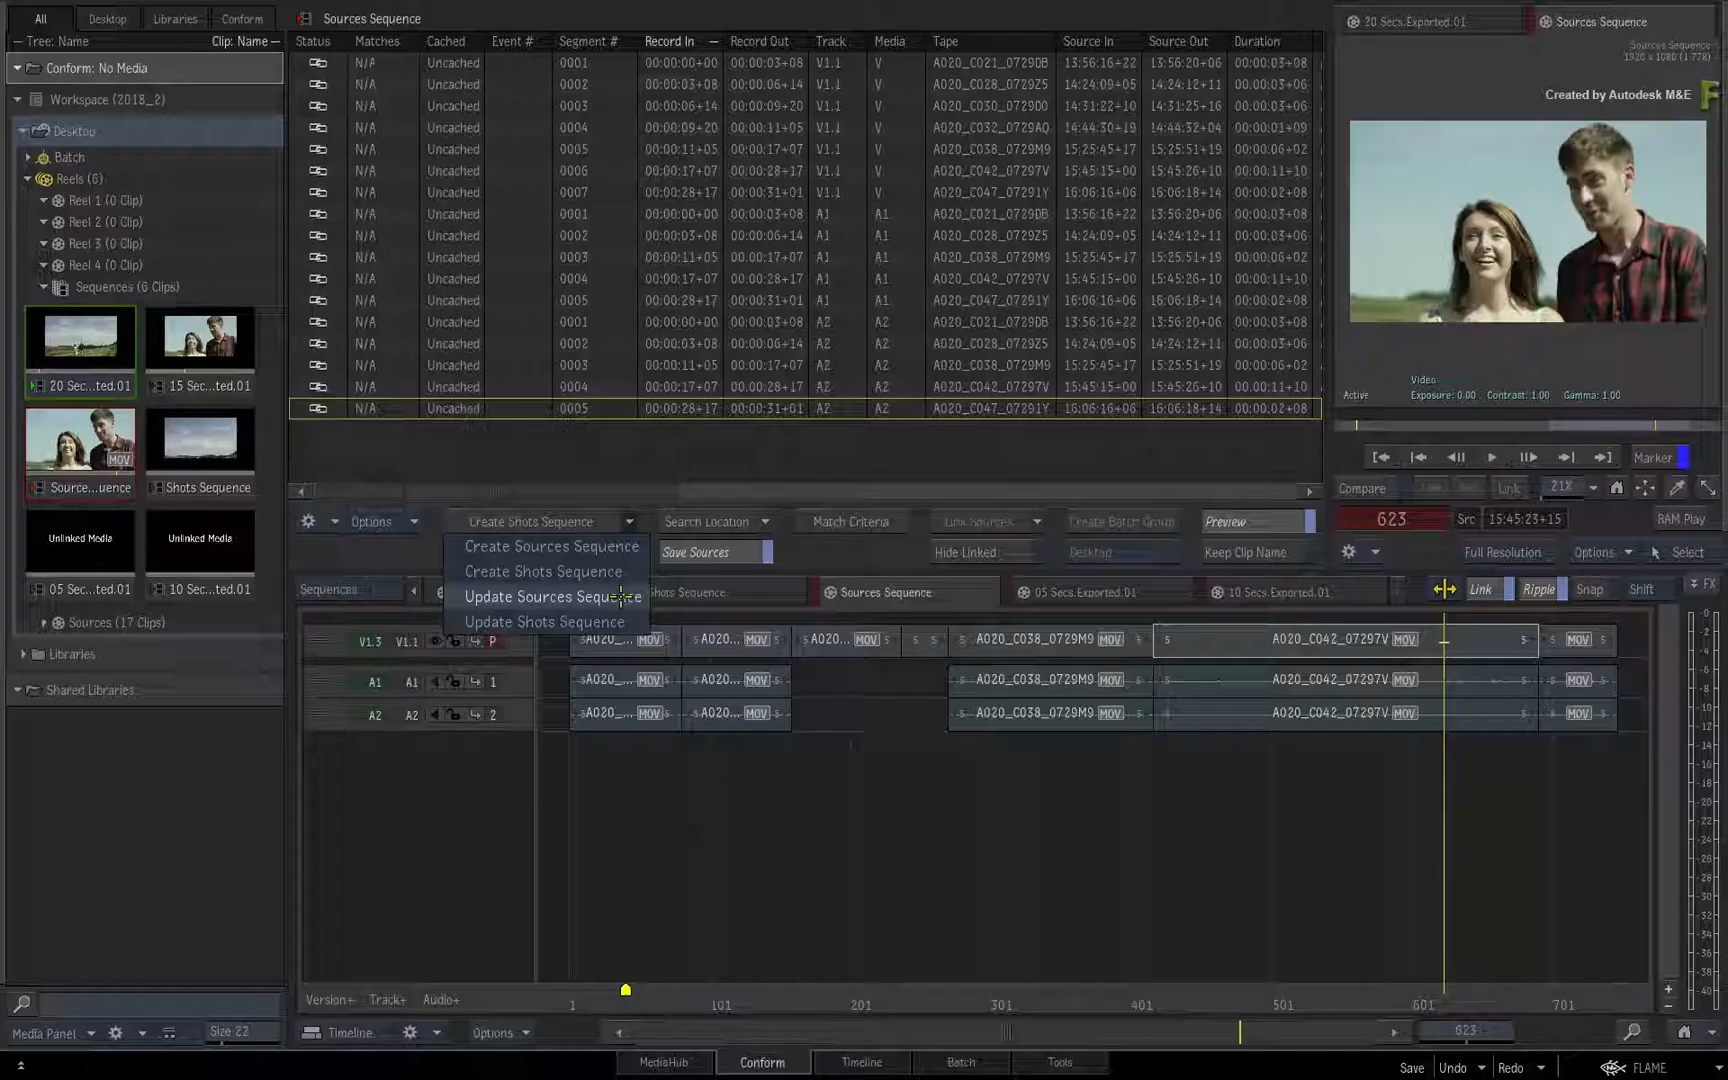 All Desktop Libraries Conform
Tree: Name Clip: Name
Conform: No Media
Workspace (2018_2)
Desktop
Batch
Reels (6)
Reel 1 (0 Clip)
Reel 2 (0 Clip)
Reel 3 (0 Clip)
Reel 4 (0 Clip)
Sequences (6 Clips)
20 Sec...ted.01 15 Sec...ted.01
MOV
Source...uence Shots Sequence
Unlinked Media Unlinked Media
05 Sec...ted.01 10 Sec...ted.01
Sources (17 Clips)
Libraries
Shared Libraries
Media Panel Size 22
Sources Sequence
Status Matches Cached Event # Segment # Record In Record Out Track Media Tape Source In Source Out Duration
N/A Uncached 0001 00:00:00+00 00:00:03+08 V1.1 V A020_C021_0729DB 13:56:16+22 13:56:20+06 00:00:03+08
N/A Uncached 0002 00:00:03+08 00:00:06+14 V1.1 V A020_C028_0729Z5 14:24:09+05 14:24:12+11 00:00:03+06
N/A Uncached 0003 00:00:06+14 00:00:09+20 V1.1 V A020_C030_0729D0 14:31:22+10 14:31:25+16 00:00:03+06
N/A Uncached 0004 00:00:09+20 00:00:11+05 V1.1 V A020_C032_0729AQ 14:44:30+19 14:44:32+04 00:00:01+09
N/A Uncached 0005 00:00:11+05 00:00:17+07 V1.1 V A020_C038_0729M9 15:25:45+17 15:25:51+19 00:00:06+02
N/A Uncached 0006 00:00:17+07 00:00:28+17 V1.1 V A020_C042_07297V 15:45:15+00 15:45:26+10 00:00:11+10
N/A Uncached 0007 00:00:28+17 00:00:31+01 V1.1 V A020_C047_07291Y 16:06:16+06 16:06:18+14 00:00:02+08
N/A Uncached 0001 00:00:00+00 00:00:03+08 A1 A1 A020_C021_0729DB 13:56:16+22 13:56:20+06 00:00:03+08
N/A Uncached 0002 00:00:03+08 00:00:06+14 A1 A1 A020_C028_0729Z5 14:24:09+05 14:24:12+11 00:00:03+06
N/A Uncached 0003 00:00:11+05 00:00:17+07 A1 A1 A020_C038_0729M9 15:25:45+17 15:25:51+19 00:00:06+02
N/A Uncached 0004 00:00:17+07 00:00:28+17 A1 A1 A020_C042_07297V 15:45:15+00 15:45:26+10 00:00:11+10
N/A Uncached 0005 00:00:28+17 00:00:31+01 A1 A1 A020_C047_07291Y 16:06:16+06 16:06:18+14 00:00:02+08
N/A Uncached 0001 00:00:00+00 00:00:03+08 A2 A2 A020_C021_0729DB 13:56:16+22 13:56:20+06 00:00:03+08
N/A Uncached 0002 00:00:03+08 00:00:06+14 A2 A2 A020_C028_0729Z5 14:24:09+05 14:24:12+11 00:00:03+06
N/A Uncached 0003 00:00:11+05 00:00:17+07 A2 A2 A020_C038_0729M9 15:25:45+17 15:25:51+19 00:00:06+02
N/A Uncached 0004 00:00:17+07 00:00:28+17 A2 A2 A020_C042_07297V 15:45:15+00 15:45:26+10 00:00:11+10
N/A Uncached 0005 00:00:28+17 00:00:31+01 A2 A2 A020_C047_07291Y 16:06:16+06 16:06:18+14 00:00:02+08
20 Secs.Exported.01 Sources Sequence
Sources Sequence
1920 x 1080 (1.778)
Created by Autodesk M&E
Video
Active Exposure: 0.00 Contrast: 1.00 Gamma: 1.00
Marker
Compare Link 21%
623 Src 15:45:23+15 RAM Play
Full Resolution Options Select
Options Create Shots Sequence Search Location Match Criteria Link Sources Create Batch Group Preview
Save Sources Hide Linked Desktop Keep Clip Name
Create Sources Sequence
Create Shots Sequence
Update Sources Sequence
Update Shots Sequence
Sequences Shots Sequence Sources Sequence 05 Secs.Exported.01 10 Secs.Exported.01 Link Ripple Snap Shift FX
V1.3 V1.1 P A020... MOV A020... MOV A020... MOV S S S A020_C038_0729M9 MOV S S A020_C042_07297V MOV S S MOV S
A1 A1 1 A020_... MOV A020... MOV S A020_C038_0729M9 MOV S S A020_C042_07297V MOV S S MOV S
A2 A2 2 A020_... MOV A020... MOV S A020_C038_0729M9 MOV S S A020_C042_07297V MOV S S MOV S
-0
-2
-4
-6
-8
-10
-12
-14
-16
-18
-20
-22
-24
-26
-28
-30
-32
-34
-36
-38
-40
Version+ Track+ Audio+ 1 101 201 301 401 501 601 701
Timeline Options 623
MediaHub Conform Timeline Batch Tools
Save Undo Redo FLAME